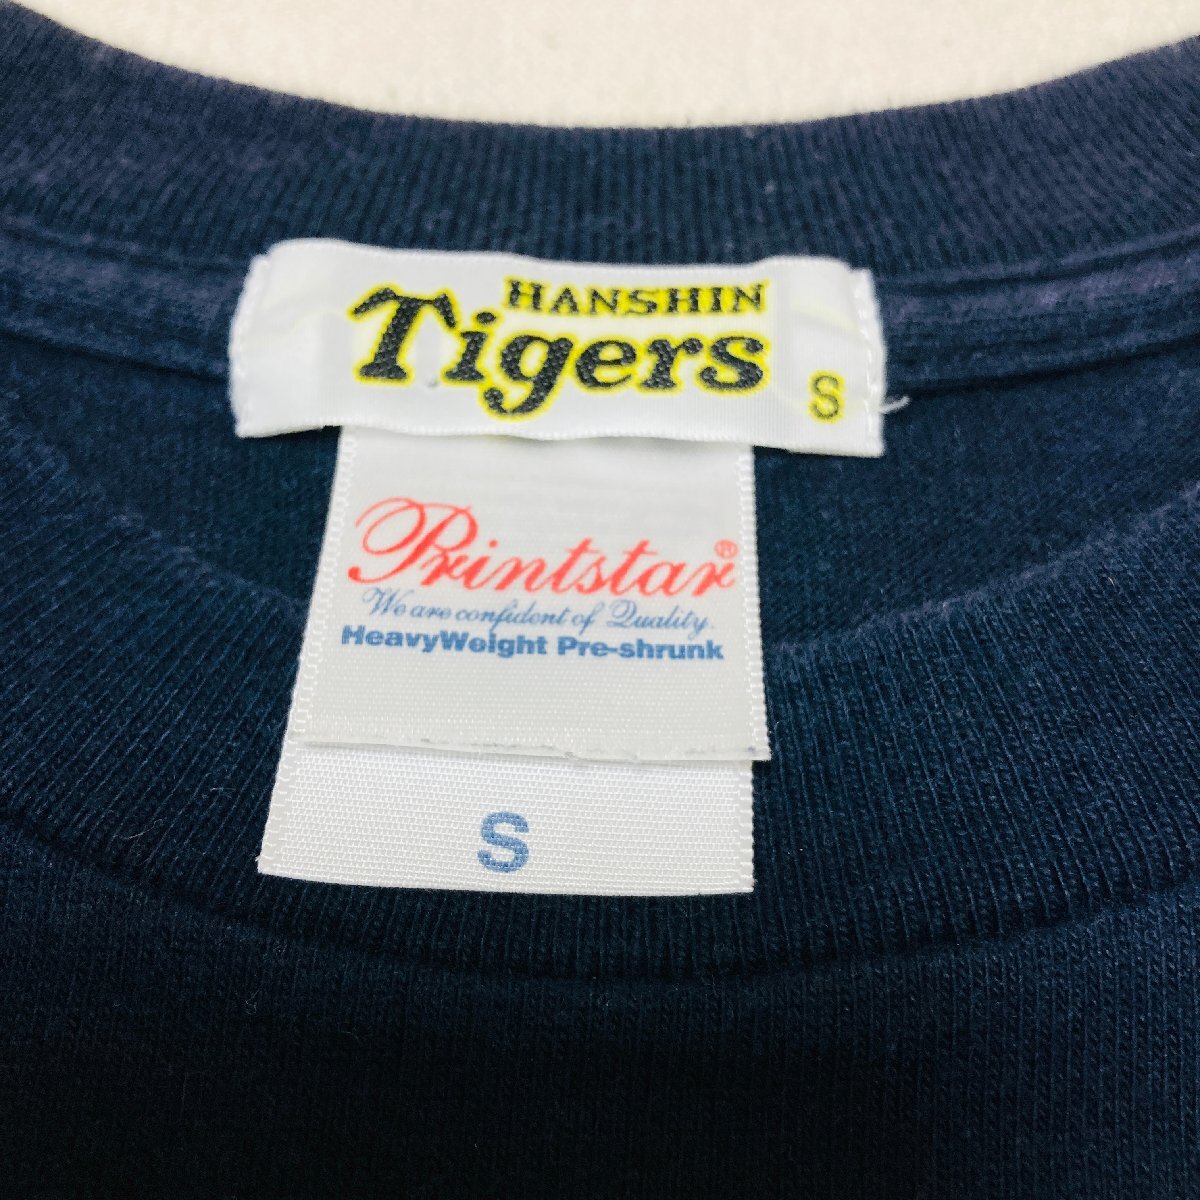 HANSHIN
Tigers S
Printstar®
We are confident of Quality.
HeavyWeight Pre-shrunk
S